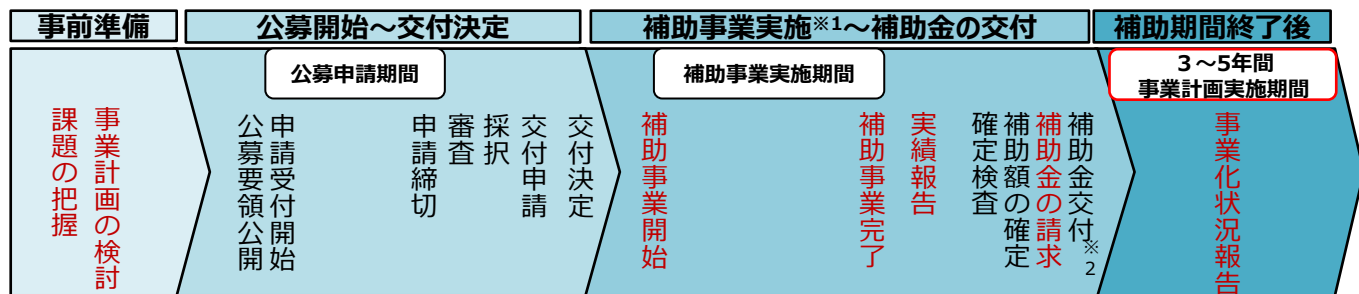 事前準備
公募開始～交付決定
補助事業実施※1～補助金の交付
補助期間終了後
公募申請期間
補助事業実施期間
３～5年間
事業計画実施期間
課題の把握
事業計画の検討
公募要領公開
申請受付開始
申請締切
審査
採択
交付申請
交付決定
補助事業開始
補助事業完了
実績報告
確定検査
補助額の確定
補助金の請求
補助金交付※2
事業化状況報告